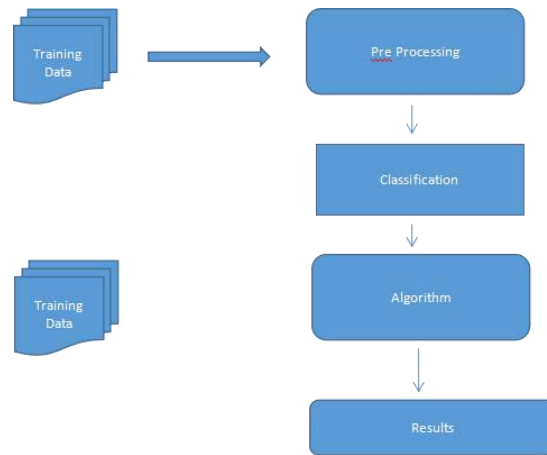 Training
Data
Pre Processing
Classification
Training
Data
Algorithm
Results